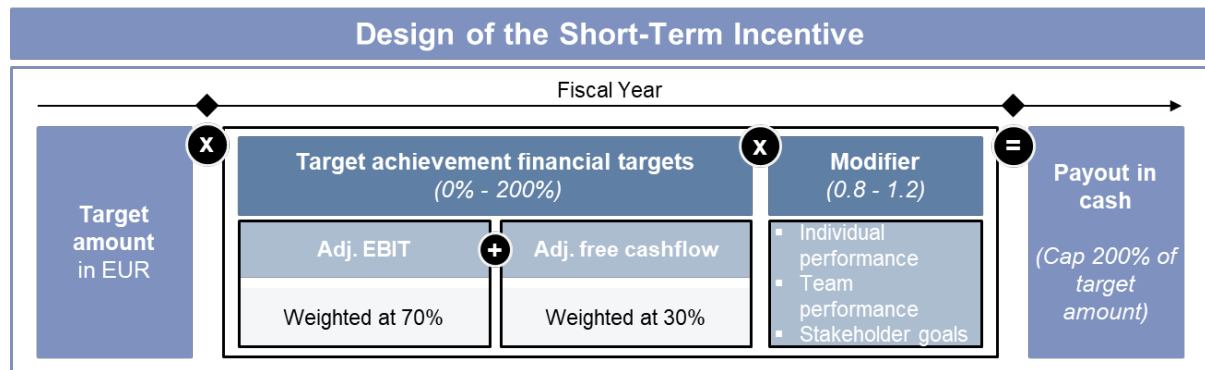 Design of the Short-Term Incentive
Fiscal Year
Target
amount
in EUR
x
Target achievement financial targets
(0% - 200%)
Adj. EBIT
+
Adj. free cashflow
Weighted at 70%
Weighted at 30%
x
Modifier
(0.8 - 1.2)
▪ Individual
performance
▪ Team
performance
▪ Stakeholder goals
=
Payout in
cash
(Cap 200% of
target
amount)